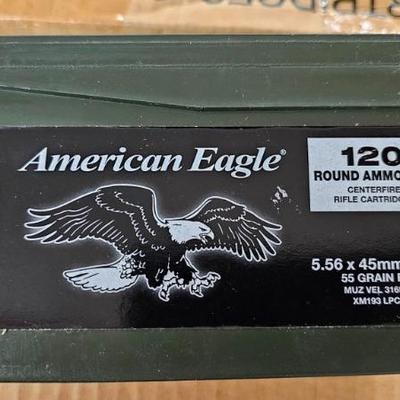 American Eagle®
120
ROUND AMMO
CENTERFIRE
RIFLE CARTRIDG
5.56 x 45mm
55 GRAIN F
MUZ VEL 316
XM193 LPC